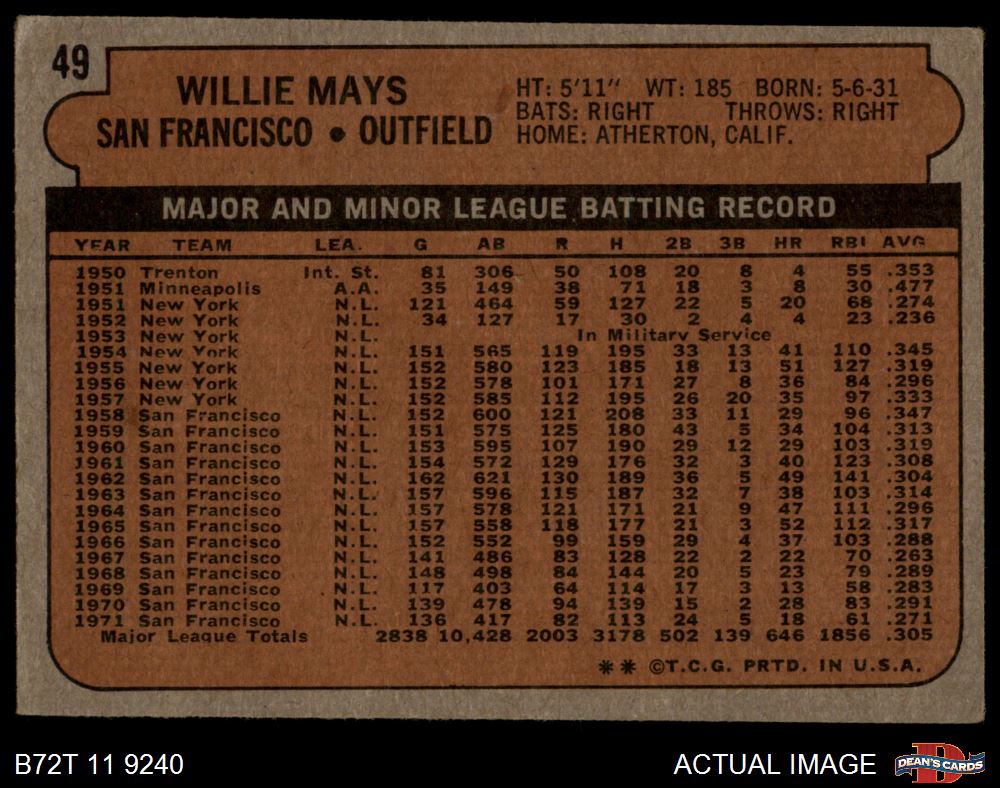 49
WILLIE MAYS
SAN FRANCISCO • OUTFIELD
HT: 5'11" WT: 185 BORN: 5-6-31
BATS: RIGHT THROWS: RIGHT
HOME: ATHERTON, CALIF.
MAJOR AND MINOR LEAGUE BATTING RECORD
YEAR TEAM LEA. G AB R H 2B 3B HR RBI AVG
1950 Trenton Int. St. 81 306 50 108 20 8 4 55 .353
1951 Minneapolis A.A. 35 149 38 71 18 3 8 30 .477
1951 New York N.L. 121 464 59 127 22 5 20 68 .274
1952 New York N.L. 34 127 17 30 2 4 4 23 .236
1953 New York N.L. In Military Service
1954 New York N.L. 151 565 119 195 33 13 41 110 .345
1955 New York N.L. 152 580 123 185 18 13 51 127 .319
1956 New York N.L. 152 578 101 171 27 8 36 84 .296
1957 New York N.L. 152 585 112 195 26 20 35 97 .333
1958 San Francisco N.L. 152 600 121 208 33 11 29 96 .347
1959 San Francisco N.L. 151 575 125 180 43 5 34 104 .313
1960 San Francisco N.L. 153 595 107 190 29 12 29 103 .319
1961 San Francisco N.L. 154 572 129 176 32 3 40 123 .308
1962 San Francisco N.L. 162 621 130 189 36 5 49 141 .304
1963 San Francisco N.L. 157 596 115 187 32 7 38 103 .314
1964 San Francisco N.L. 157 578 121 171 21 9 47 111 .296
1965 San Francisco N.L. 157 558 118 177 21 3 52 112 .317
1966 San Francisco N.L. 152 552 99 159 29 4 37 103 .288
1967 San Francisco N.L. 141 486 83 128 22 2 22 70 .263
1968 San Francisco N.L. 148 498 84 144 20 5 23 79 .289
1969 San Francisco N.L. 117 403 64 114 17 3 13 58 .283
1970 San Francisco N.L. 139 478 94 139 15 2 28 83 .291
1971 San Francisco N.L. 136 417 82 113 24 5 18 61 .271
Major League Totals 2838 10,428 2003 3178 502 139 646 1856 .305
** ©T.C.G. PRTD. IN U.S.A.
B72T 11 9240
ACTUAL IMAGE
D
DEAN'S CARDS